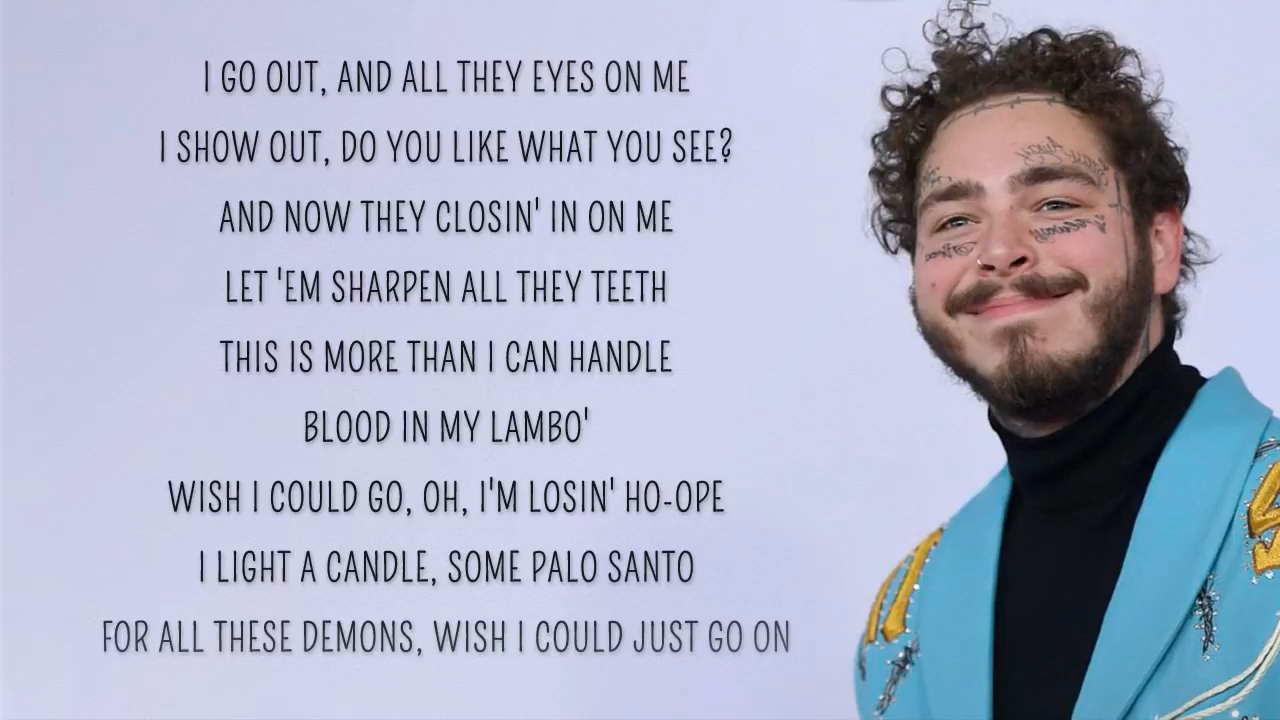 I GO OUT, AND ALL THEY EYES ON ME
I SHOW OUT, DO YOU LIKE WHAT YOU SEE?
AND NOW THEY CLOSIN' IN ON ME
LET 'EM SHARPEN ALL THEY TEETH
THIS IS MORE THAN I CAN HANDLE
BLOOD IN MY LAMBO'
WISH I COULD GO, OH, I'M LOSIN' HO-OPE
I LIGHT A CANDLE, SOME PALO SANTO
FOR ALL THESE DEMONS, WISH I COULD JUST GO ON